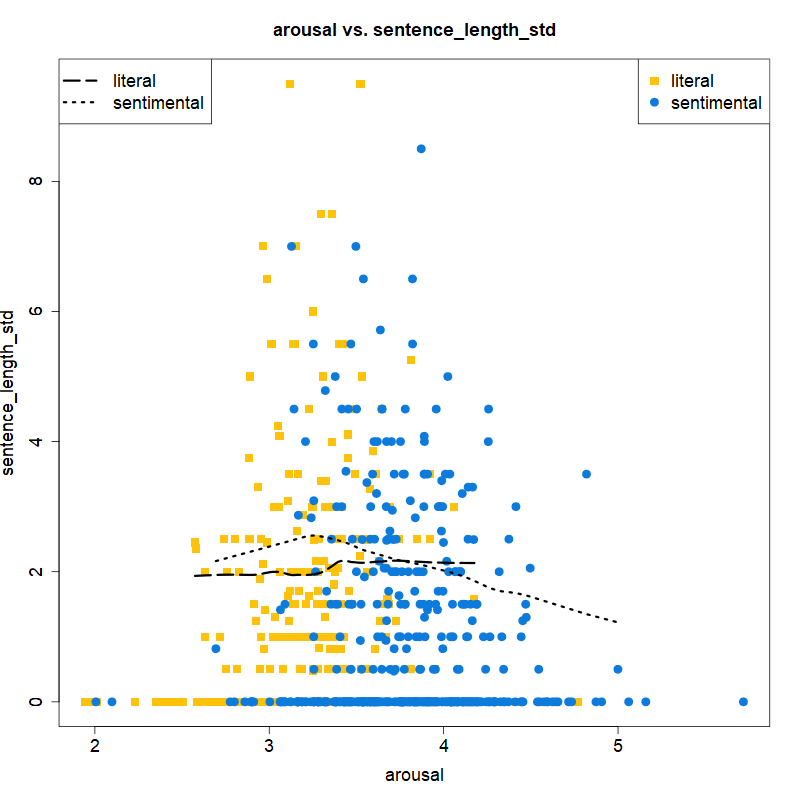 arousal vs. sentence_length_std
literal
sentimental
literal
sentimental
8
6
4
2
0
sentence_length_std
2 3 4 5
arousal